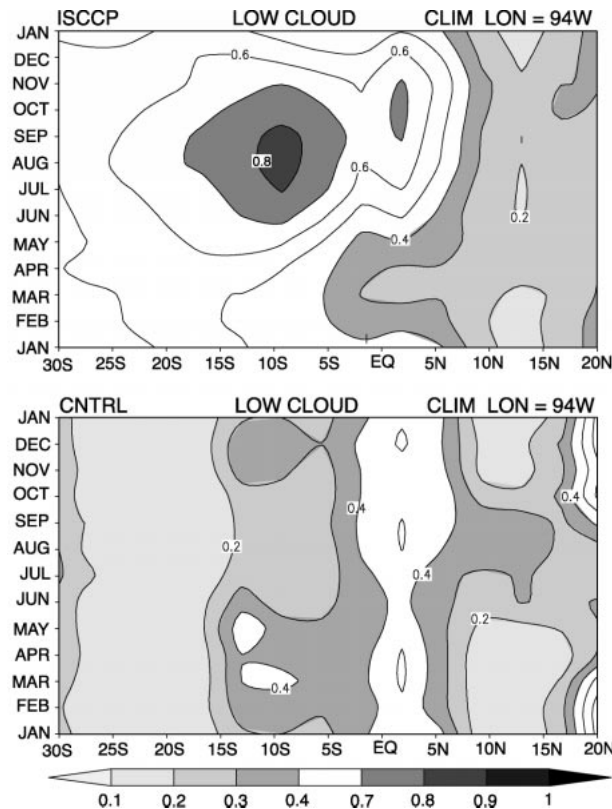 ISCCP LOW CLOUD CLIM LON = 94W
JAN
DEC
NOV
OCT
SEP
AUG
JUL
JUN
MAY
APR
MAR
FEB
JAN
0.6
0.6
0.8
0.6
0.2
0.4
30S 25S 20S 15S 10S 5S EQ 5N 10N 15N 20N
CNTRL LOW CLOUD CLIM LON = 94W
JAN
DEC
NOV
OCT
SEP
AUG
JUL
JUN
MAY
APR
MAR
FEB
JAN
0.4
0.4
0.2
0.4
0.2
0.4
30S 25S 20S 15S 10S 5S EQ 5N 10N 15N 20N
0.1 0.2 0.3 0.4 0.7 0.8 0.9 1